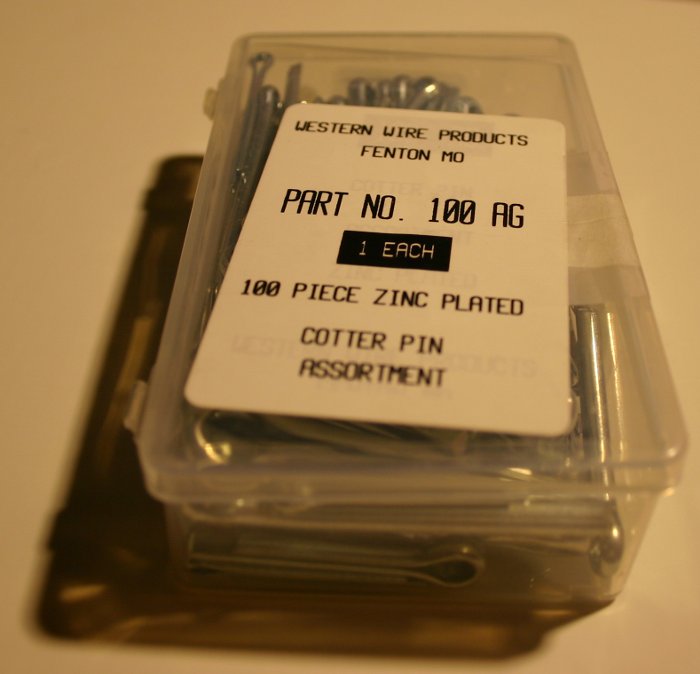 WESTERN WIRE PRODUCTS
FENTON MO
PART NO. 100 AG
1 EACH
100 PIECE ZINC PLATED
COTTER PIN
ASSORTMENT